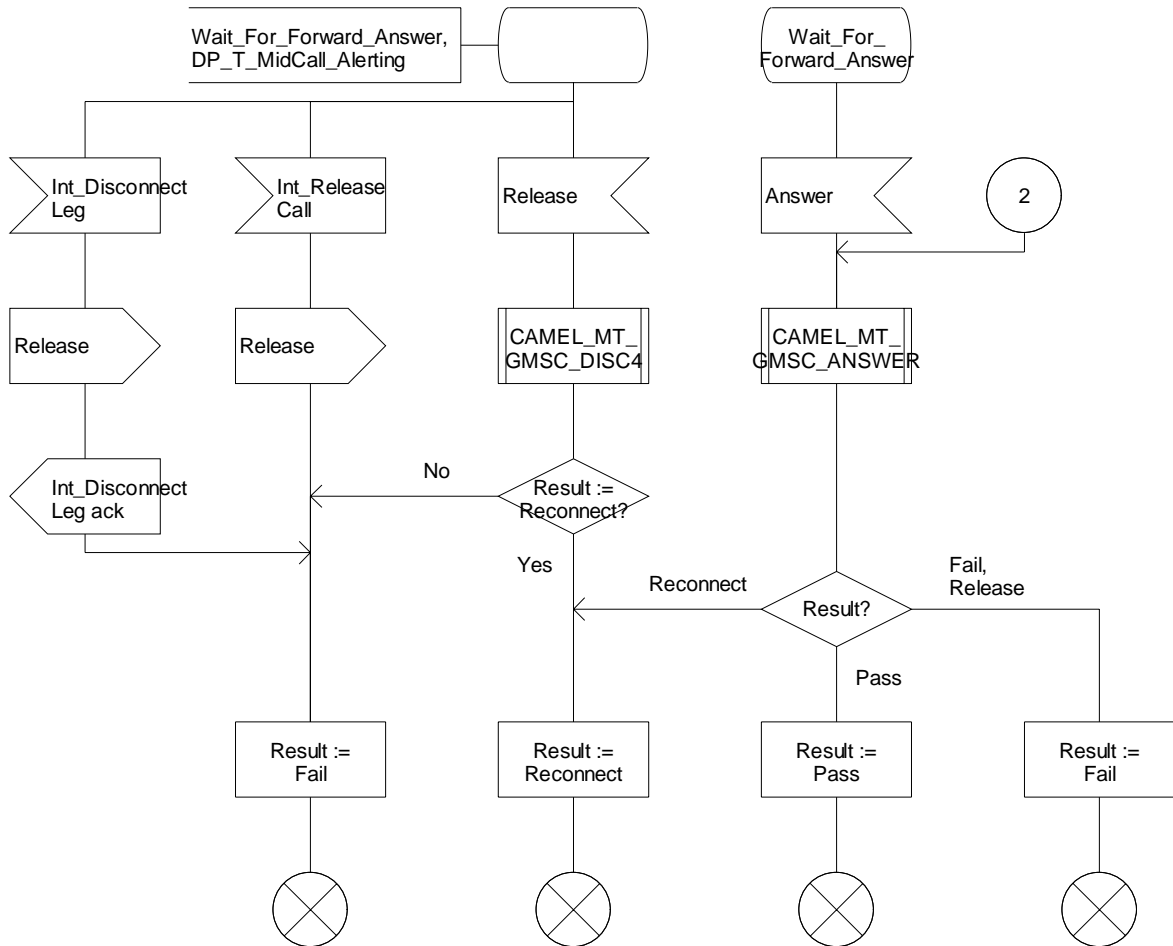 Wait_For_Forward_Answer,
DP_T_MidCall_Alerting
Wait_For_
Forward_Answer
Int_Disconnect
Leg
Int_Release
Call
Release
Answer
2
Release
Release
CAMEL_MT_
GMSC_DISC4
CAMEL_MT_
GMSC_ANSWER
Int_Disconnect
Leg ack
No
Result :=
Reconnect?
Yes
Reconnect
Result?
Fail,
Release
Pass
Result :=
Fail
Result :=
Reconnect
Result :=
Pass
Result :=
Fail